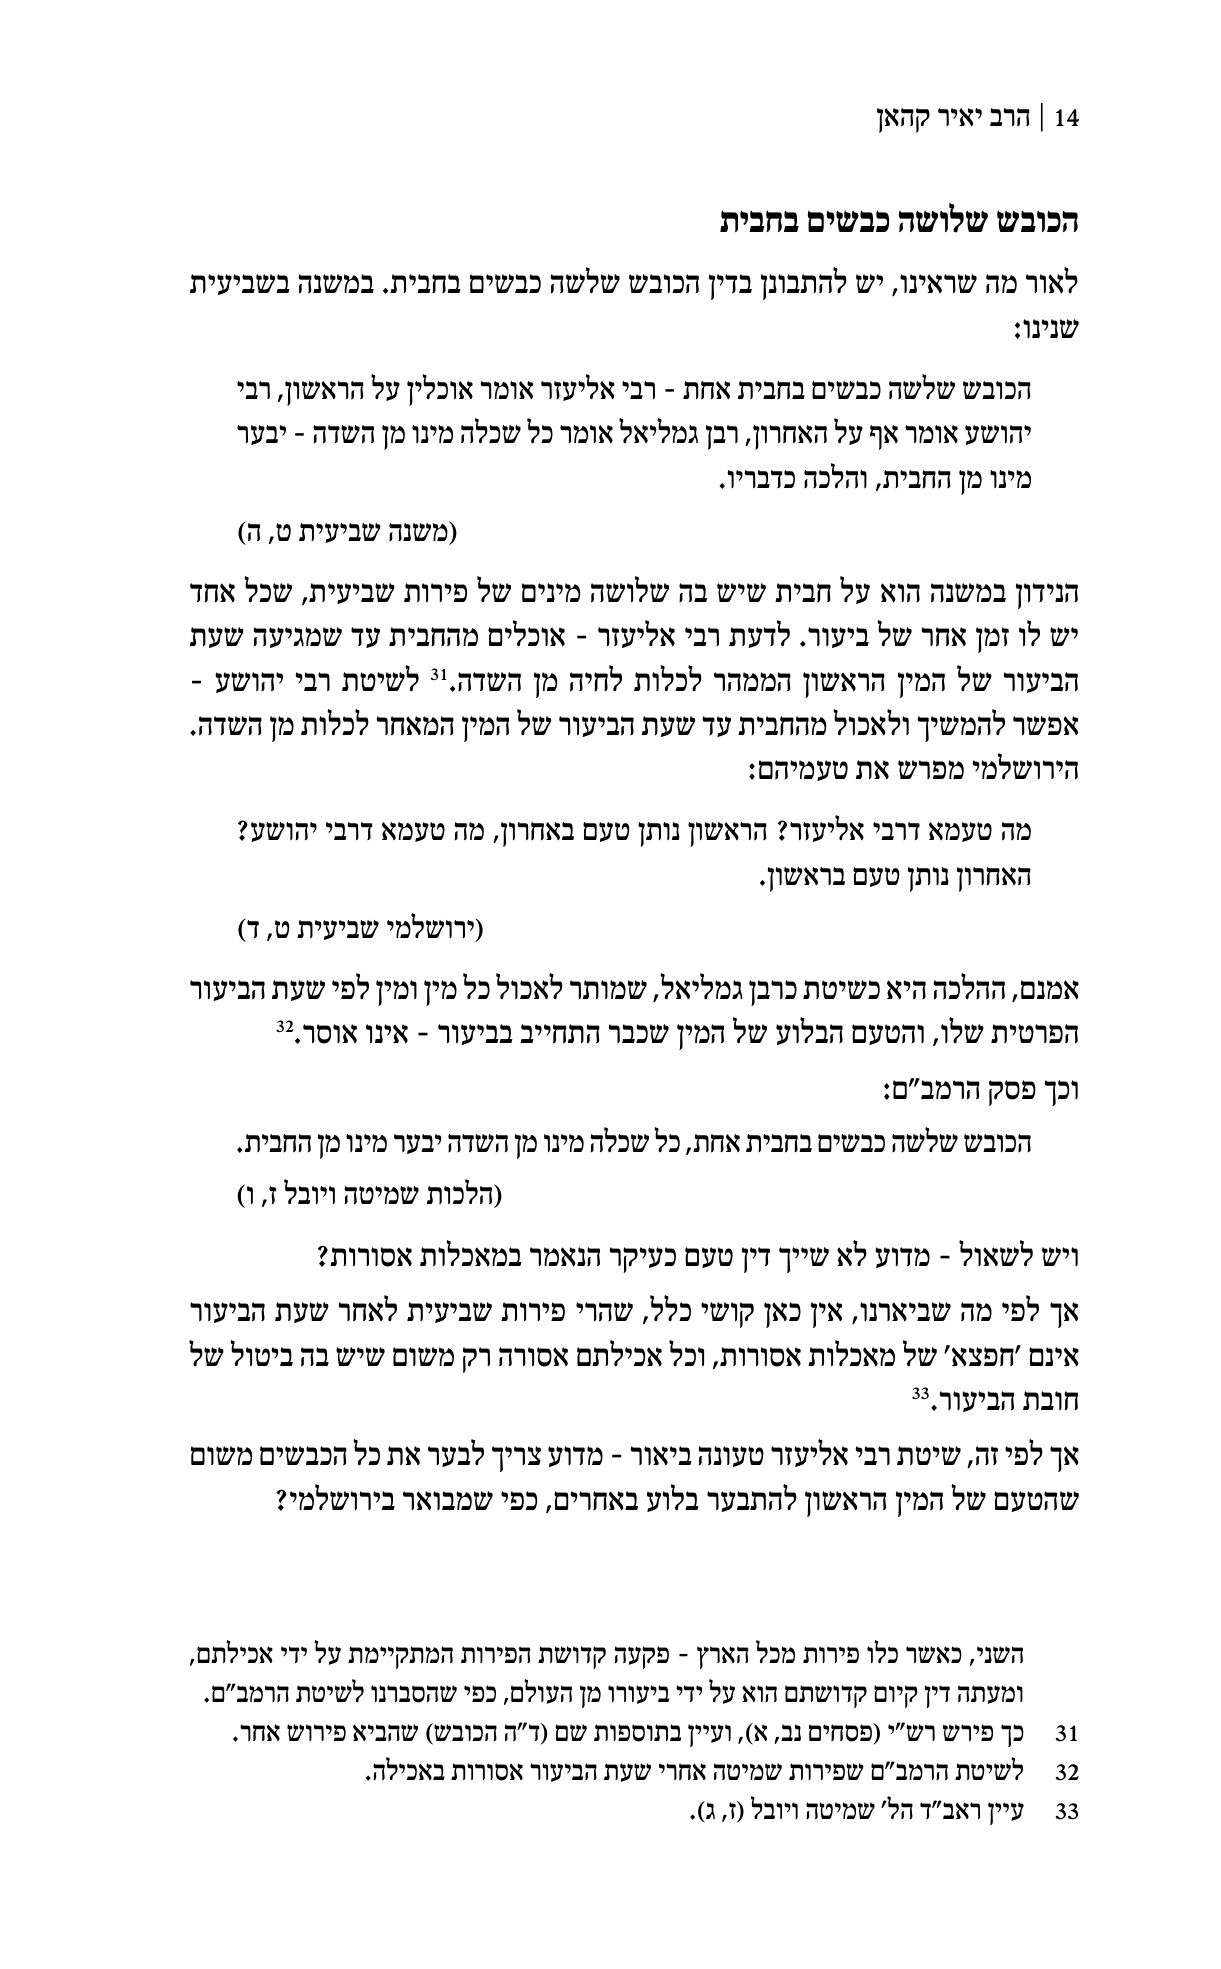 14 | הרב יאיר קהאן
הכובש שלושה כבשים בחבית
לאור מה שראינו, יש להתבונן בדין הכובש שלשה כבשים בחבית. במשנה בשביעית
שנינו:
הכובש שלשה כבשים בחבית אחת - רבי אליעזר אומר אוכלין על הראשון, רבי
יהושע אומר אף על האחרון, רבן גמליאל אומר כל שכלה מינו מן השדה - יבער
מינו מן החבית, והלכה כדבריו.
(משנה שביעית ט, ה)
הנידון במשנה הוא על חבית שיש בה שלושה מינים של פירות שביעית, שכל אחד
יש לו זמן אחר של ביעור. לדעת רבי אליעזר - אוכלים מהחבית עד שמגיעה שעת
הביעור של המין הראשון הממהר לכלות לחיה מן השדה.31 לשיטת רבי יהושע -
אפשר להמשיך ולאכול מהחבית עד שעת הביעור של המין המאחר לכלות מן השדה.
הירושלמי מפרש את טעמיהם:
מה טעמא דרבי אליעזר? הראשון נותן טעם באחרון, מה טעמא דרבי יהושע?
האחרון נותן טעם בראשון.
(ירושלמי שביעית ט, ד)
אמנם, ההלכה היא כשיטת כרבן גמליאל, שמותר לאכול כל מין ומין לפי שעת הביעור
הפרטית שלו, והטעם הבלוע של המין שכבר התחייב בביעור - אינו אוסר.32
וכך פסק הרמב"ם:
הכובש שלשה כבשים בחבית אחת, כל שכלה מינו מן השדה יבער מינו מן החבית.
(הלכות שמיטה ויובל ז, ו)
ויש לשאול - מדוע לא שייך דין טעם כעיקר הנאמר במאכלות אסורות?
אך לפי מה שביארנו, אין כאן קושי כלל, שהרי פירות שביעית לאחר שעת הביעור
אינם 'חפצא' של מאכלות אסורות, וכל אכילתם אסורה רק משום שיש בה ביטול של
חובת הביעור.33
אך לפי זה, שיטת רבי אליעזר טעונה ביאור - מדוע צריך לבער את כל הכבשים משום
שהטעם של המין הראשון להתבער בלוע באחרים, כפי שמבואר בירושלמי?
השני, כאשר כלו פירות מכל הארץ - פקעה קדושת הפירות המתקיימת על ידי אכילתם,
ומעתה דין קיום קדושתם הוא על ידי ביעורו מן העולם, כפי שהסברנו לשיטת הרמב"ם.
31 כך פירש רש"י (פסחים נב, א), ועיין בתוספות שם (ד"ה הכובש) שהביא פירוש אחר.
32 לשיטת הרמב"ם שפירות שמיטה אחרי שעת הביעור אסורות באכילה.
33 עיין ראב"ד הל' שמיטה ויובל (ז, ג).